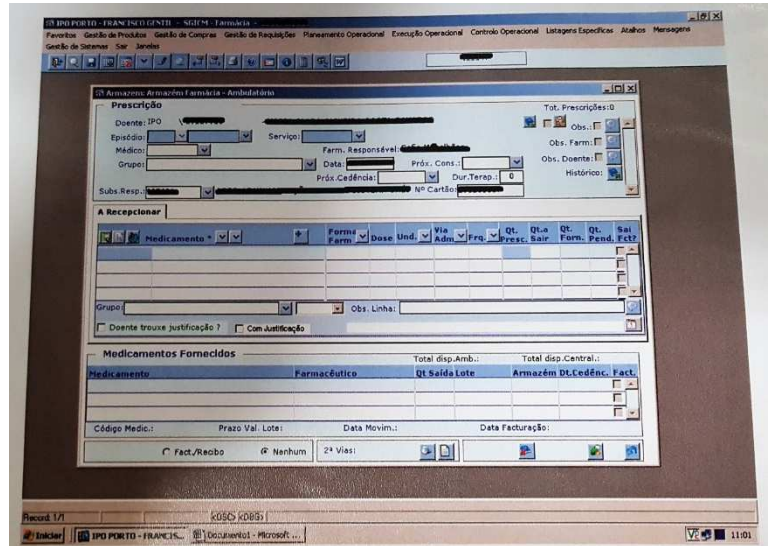 IPO PORTO - FRANCISCO GENTIL - SGICM - Farmácia -
Favoritos Gestão de Produtos Gestão de Compras Gestão de Requisições Planeamento Operacional Execução Operacional Controlo Operacional Listagens Específicas Atalhos Mensagens
Gestão de Sistemas Sair Janelas
Armazem: Armazém Farmácia - Ambulatório
Prescrição
Tot. Prescrições:0
Doente: IPO
Obs.:
Episódio: Serviço:
Médico: Farm. Responsável:
Obs. Farm:
Grupo: Data: Próx. Cons.:
Obs. Doente:
Próx.Cedência: Dur.Terap.: 0
Histórico:
Subs.Resp.: Nº Cartão:
A Recepcionar
Medicamento * Forma Farm Dose Und. Via Adm. Frq. Qt. Presc. Qt.a Sair Qt. Forn. Qt. Pend. Sai Fct?
Grupo: Obs. Linha:
Doente trouxe justificação ? Com Justificação
Medicamentos Fornecidos
Total disp.Amb.: Total disp.Central.:
Medicamento Farmacêutico Qt Saída Lote Armazém Dt.Cedênc. Fact.
Código Medic.: Prazo Val. Lote: Data Movim.: Data Facturação:
Fact./Recibo Nenhum 2ª Vias:
Record: 1/1 <OSC> <DBG>
Iniciar IPO PORTO - FRANCIS... Documento1 - Microsoft ... 11:01